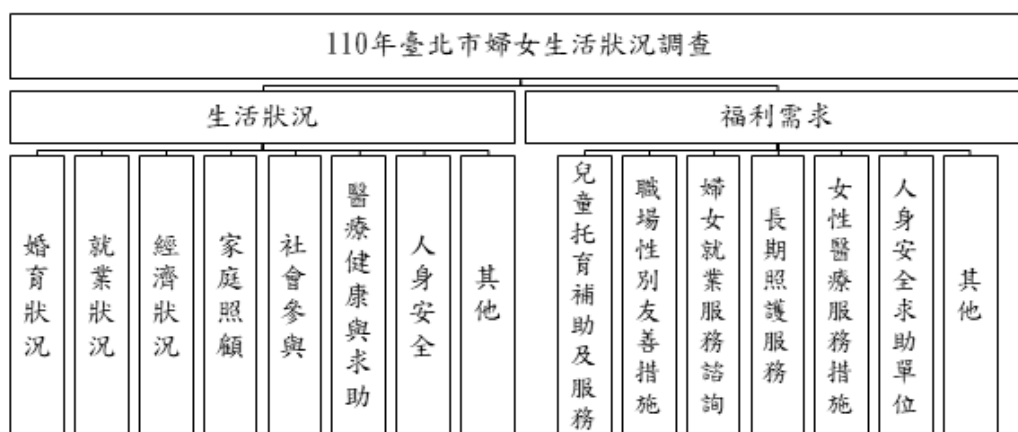 110年臺北市婦女生活狀況調查
生活狀況
福利需求
婚育狀況
就業狀況
經濟狀況
家庭照顧
社會參與
醫療健康與求助
人身安全
其他
兒童托育補助及服務
職場性別友善措施
婦女就業服務諮詢
長期照護服務
女性醫療服務措施
人身安全求助單位
其他